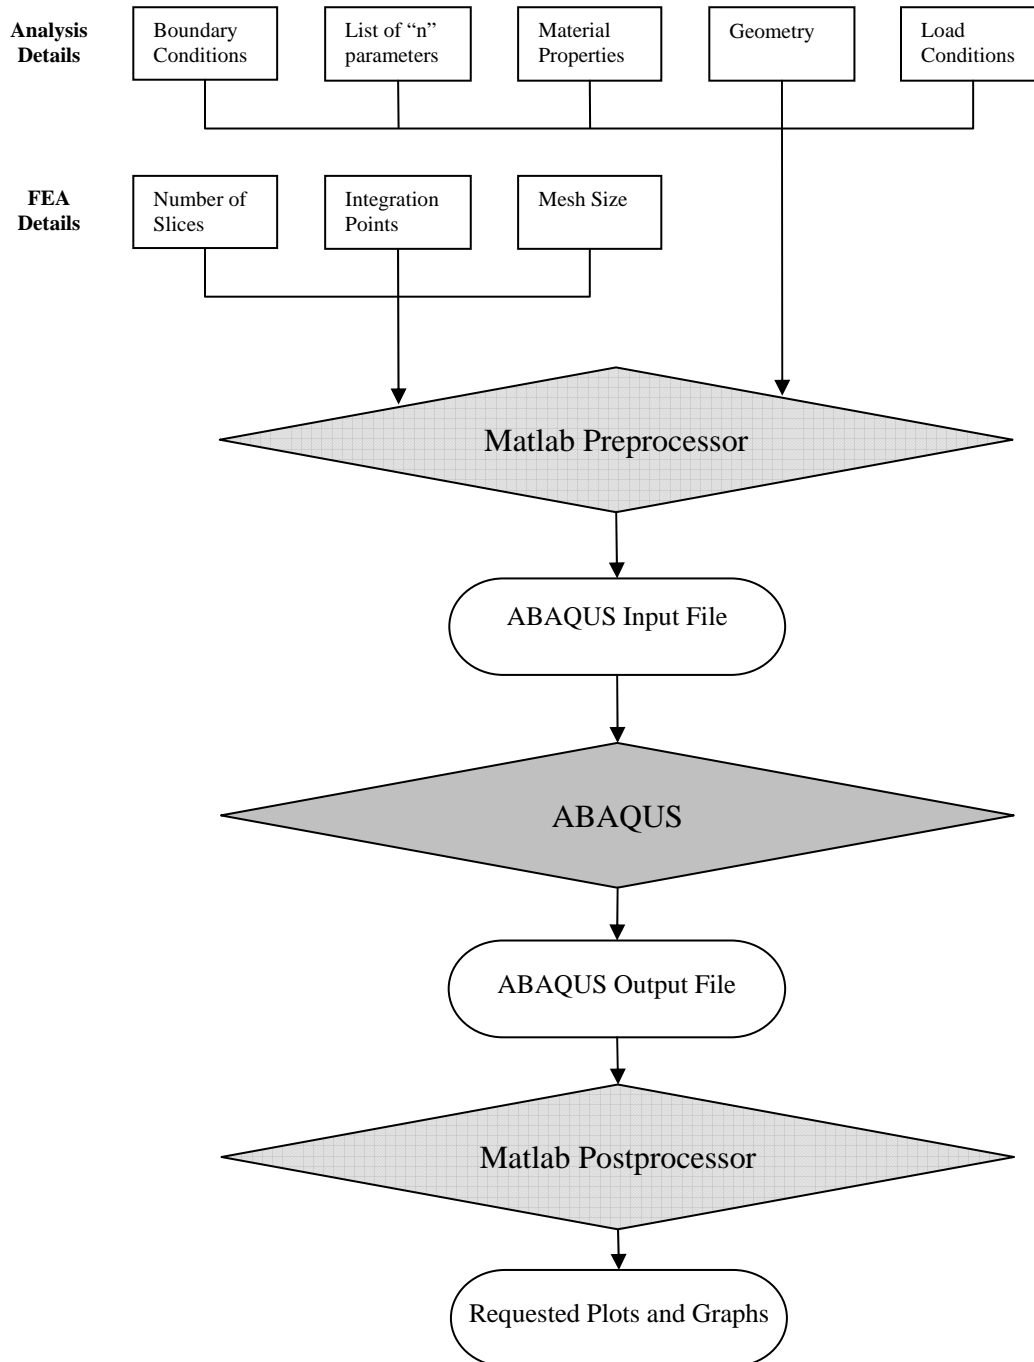 Analysis
Details
Boundary
Conditions
List of “n”
parameters
Material
Properties
Geometry
Load
Conditions
FEA
Details
Number of
Slices
Integration
Points
Mesh Size
Matlab Preprocessor
ABAQUS Input File
ABAQUS
ABAQUS Output File
Matlab Postprocessor
Requested Plots and Graphs